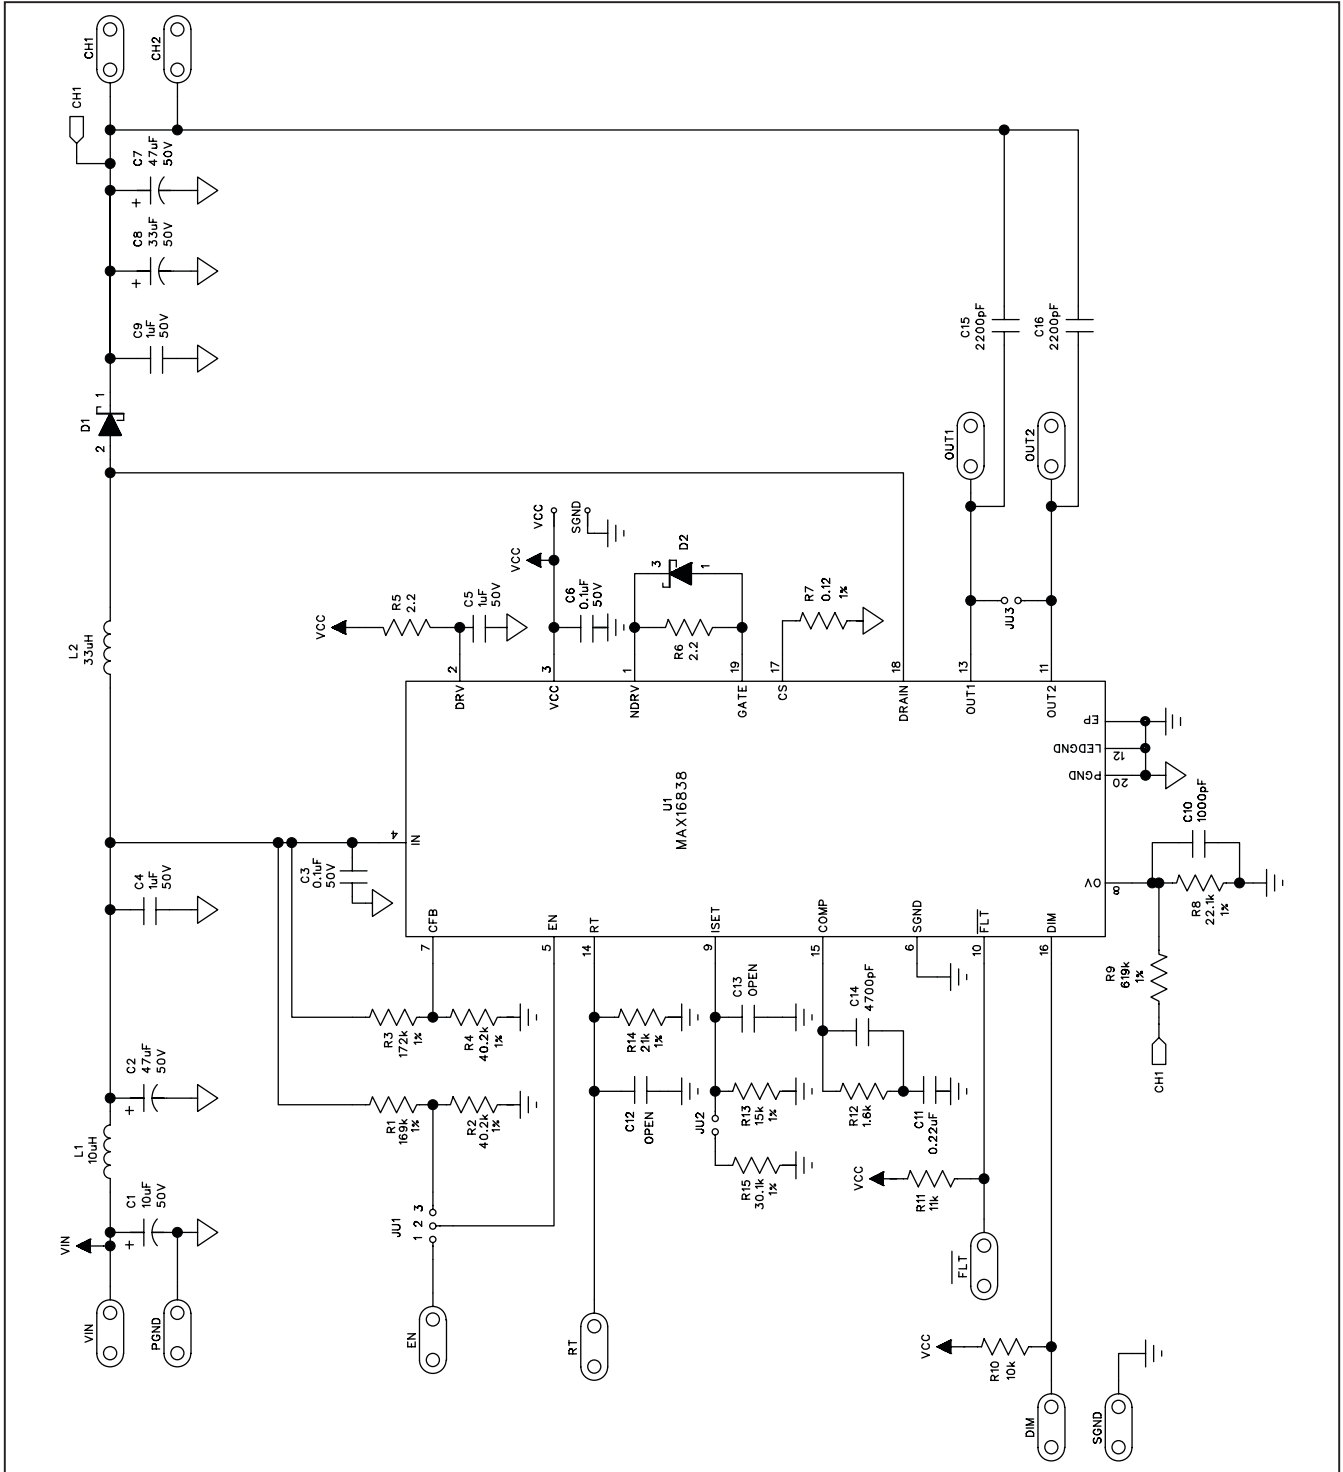 CH1
CH2
CH1
C7
47uF
50V
+
C8
33uF
50V
+
C9
1uF
50V
D1
1
2
L2
33uH
C4
1uF
50V
C2
47uF
50V
+
L1
10uH
C1
10uF
50V
+
VIN
VIN
PGND
VCC
R5
2.2
C5
1uF
50V
VCC
VCC
SGND
C6
0.1uF
50V
D2
3
1
R6
2.2
R7
0.12
1%
C15
2200pF
C16
2200pF
OUT1
OUT2
JU3
2
DRV
3
VCC
1
NDRV
19
GATE
17
CS
18
DRAIN
13
OUT1
11
OUT2
EP
LEDGND
12
PGND
20
OV
8
U1
MAX16838
4
IN
C3
0.1uF
50V
CFB
7
EN
5
RT
14
ISET
9
COMP
15
SGND
6
FLT
10
DIM
16
C10
1000pF
R8
22.1k
1%
R9
619k
1%
CH1
R3
172k
1%
R4
40.2k
1%
R1
169k
1%
R2
40.2k
1%
JU1
1 2 3
EN
R14
21k
1%
C12
OPEN
RT
C13
OPEN
R13
15k
1%
JU2
R15
30.1k
1%
C14
4700pF
R12
1.6k
C11
0.22uF
VCC
R11
11k
FLT
VCC
R10
10k
DIM
SGND